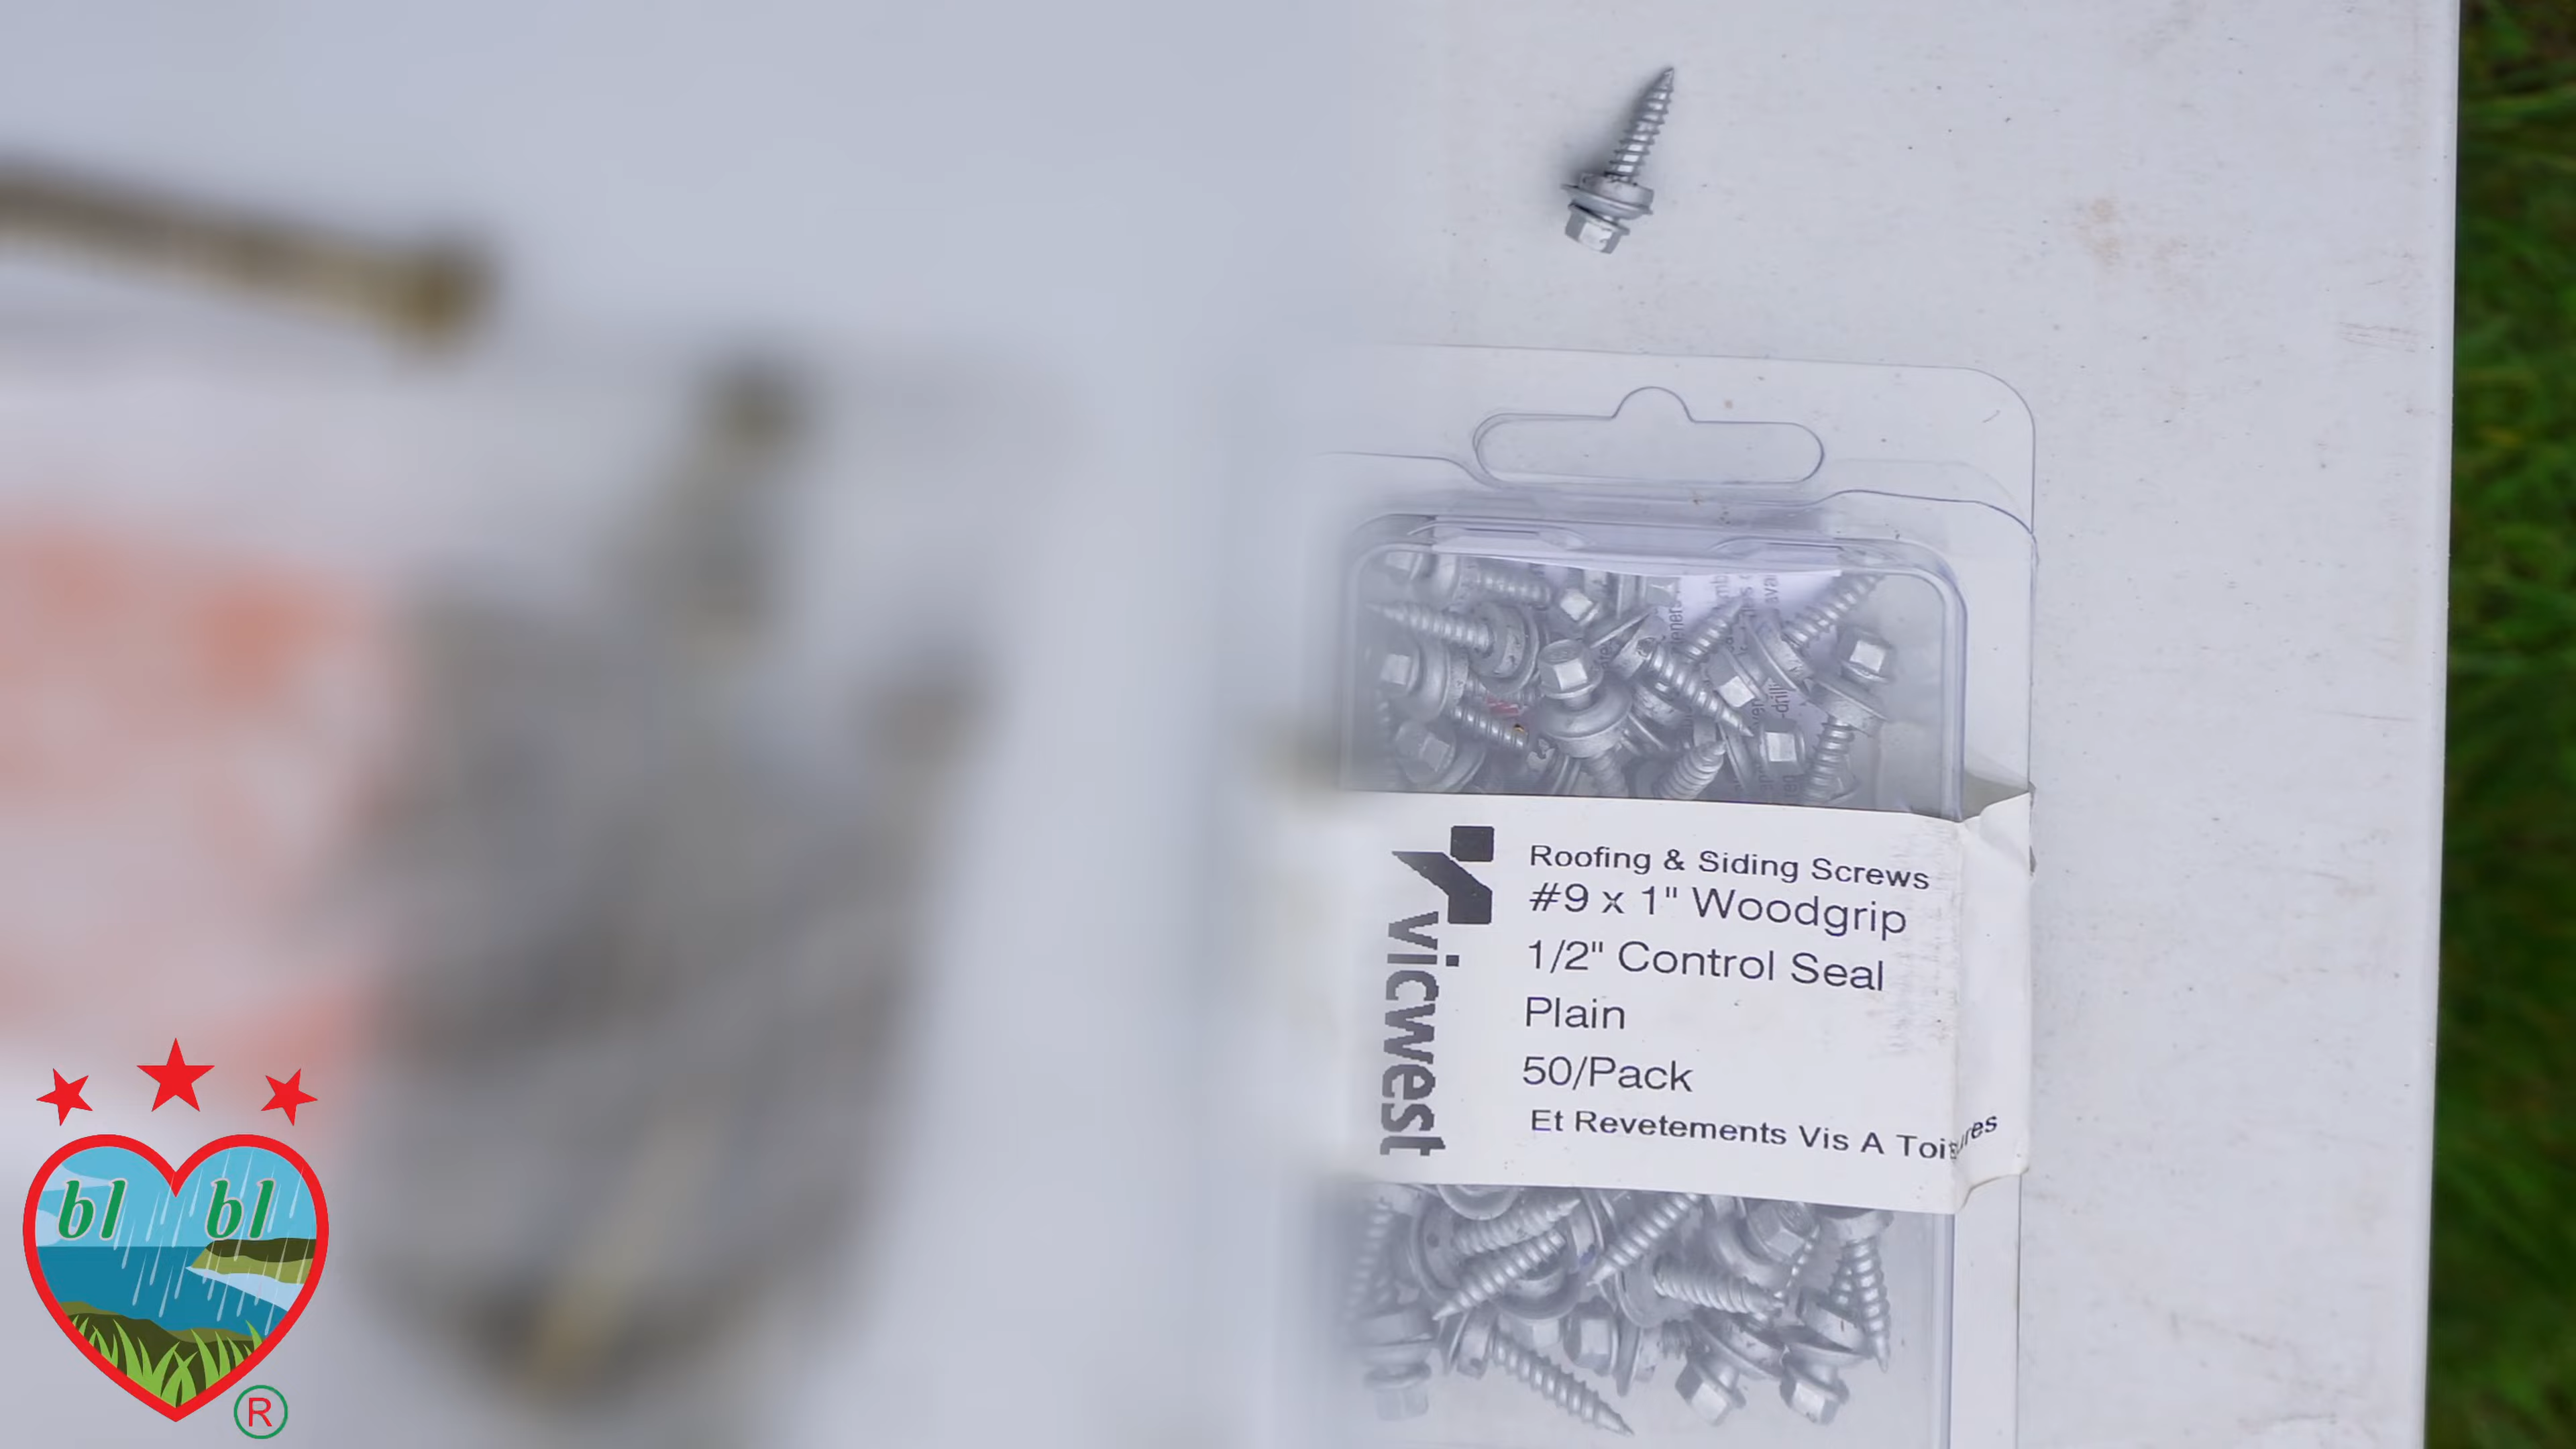 Roofing & Siding Screws
#9 x 1" Woodgrip
1/2" Control Seal
Plain
50/Pack
Et Revetements Vis A Toitures
vicwest
bl bl
®